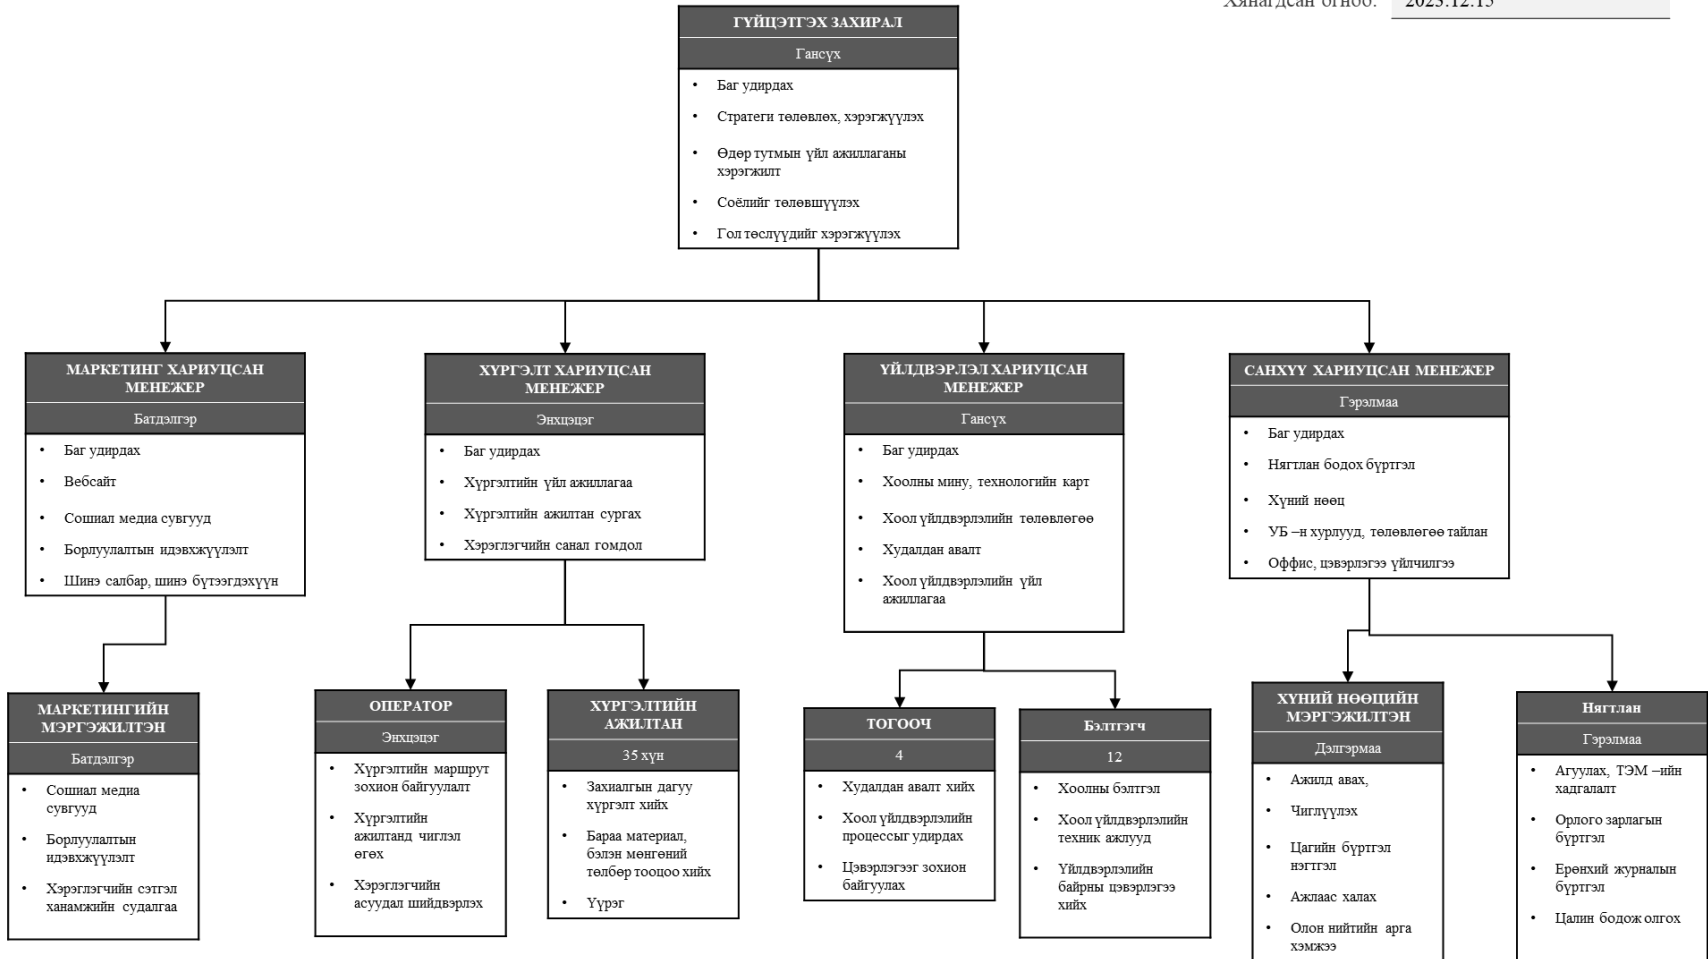 Хянагдсан огноо: 2023.12.15
ГҮЙЦЭТГЭХ ЗАХИРАЛ
Гансүх
• Баг удирдах
• Стратеги төлөвлөх, хэрэгжүүлэх
• Өдөр тутмын үйл ажиллаганы
хэрэгжилт
• Соёлийг төлөвшүүлэх
• Гол төслүүдийг хэрэгжүүлэх
МАРКЕТИНГ ХАРИУЦСАН
МЕНЕЖЕР
Батдэлгэр
• Баг удирдах
• Вебсайт
• Сошиал медиа сувгууд
• Борлуулалтын идэвхжүүлэлт
• Шинэ салбар, шинэ бүтээгдэхүүн
ХҮРГЭЛТ ХАРИУЦСАН
МЕНЕЖЕР
Энхцэцэг
• Баг удирдах
• Хүргэлтийн үйл ажиллагаа
• Хүргэлтийн ажилтан сургах
• Хэрэглэгчийн санал гомдол
ҮЙЛДВЭРЛЭЛ ХАРИУЦСАН
МЕНЕЖЕР
Гансүх
• Баг удирдах
• Хоолны мину, технологийн карт
• Хоол үйлдвэрлэлийн төлөвлөгөө
• Худалдан авалт
• Хоол үйлдвэрлэлийн үйл
ажиллагаа
САНХҮҮ ХАРИУЦСАН МЕНЕЖЕР
Гэрэлмаа
• Баг удирдах
• Нягтлан бодох бүртгэл
• Хүний нөөц
• УБ –н хурлууд, төлөвлөгөө тайлан
• Оффис, цэвэрлэгээ үйлчилгээ
МАРКЕТИНГИЙН
МЭРГЭЖИЛТЭН
Батдэлгэр
• Сошиал медиа
сувгууд
• Борлуулалтын
идэвхжүүлэлт
• Хэрэглэгчийн сэтгэл
ханамжийн судалгаа
ОПЕРАТОР
Энхцэцэг
• Хүргэлтийн маршрут
зохион байгуулалт
• Хүргэлтийн
ажилтанд чиглэл
өгөх
• Хэрэглэгчийн
асуудал шийдвэрлэх
ХҮРГЭЛТИЙН
АЖИЛТАН
35 хүн
• Захиалгын дагуу
хүргэлт хийх
• Бараа материал,
бэлэн мөнгөний
төлбөр тооцоо хийх
• Үүрэг
ТОГООЧ
4
• Худалдан авалт хийх
• Хоол үйлдвэрлэлийн
процессыг удирдах
• Цэвэрлэгээг зохион
байгуулах
Бэлтгэгч
12
• Хоолны бэлтгэл
• Хоол үйлдвэрлэлийн
техник ажлууд
• Үйлдвэрлэлийн
байрны цэвэрлэгээ
хийх
ХҮНИЙ НӨӨЦИЙН
МЭРГЭЖИЛТЭН
Дэлгэрмаа
• Ажилд авах,
• Чиглүүлэх
• Цагийн бүртгэл
нэгтгэл
• Ажлаас халах
• Олон нийтийн арга
хэмжээ
Нягтлан
Гэрэлмаа
• Агуулах, ТЭМ –ийн
хадгалалт
• Орлого зарлагын
бүртгэл
• Ерөнхий журналын
бүртгэл
• Цалин бодож олгох